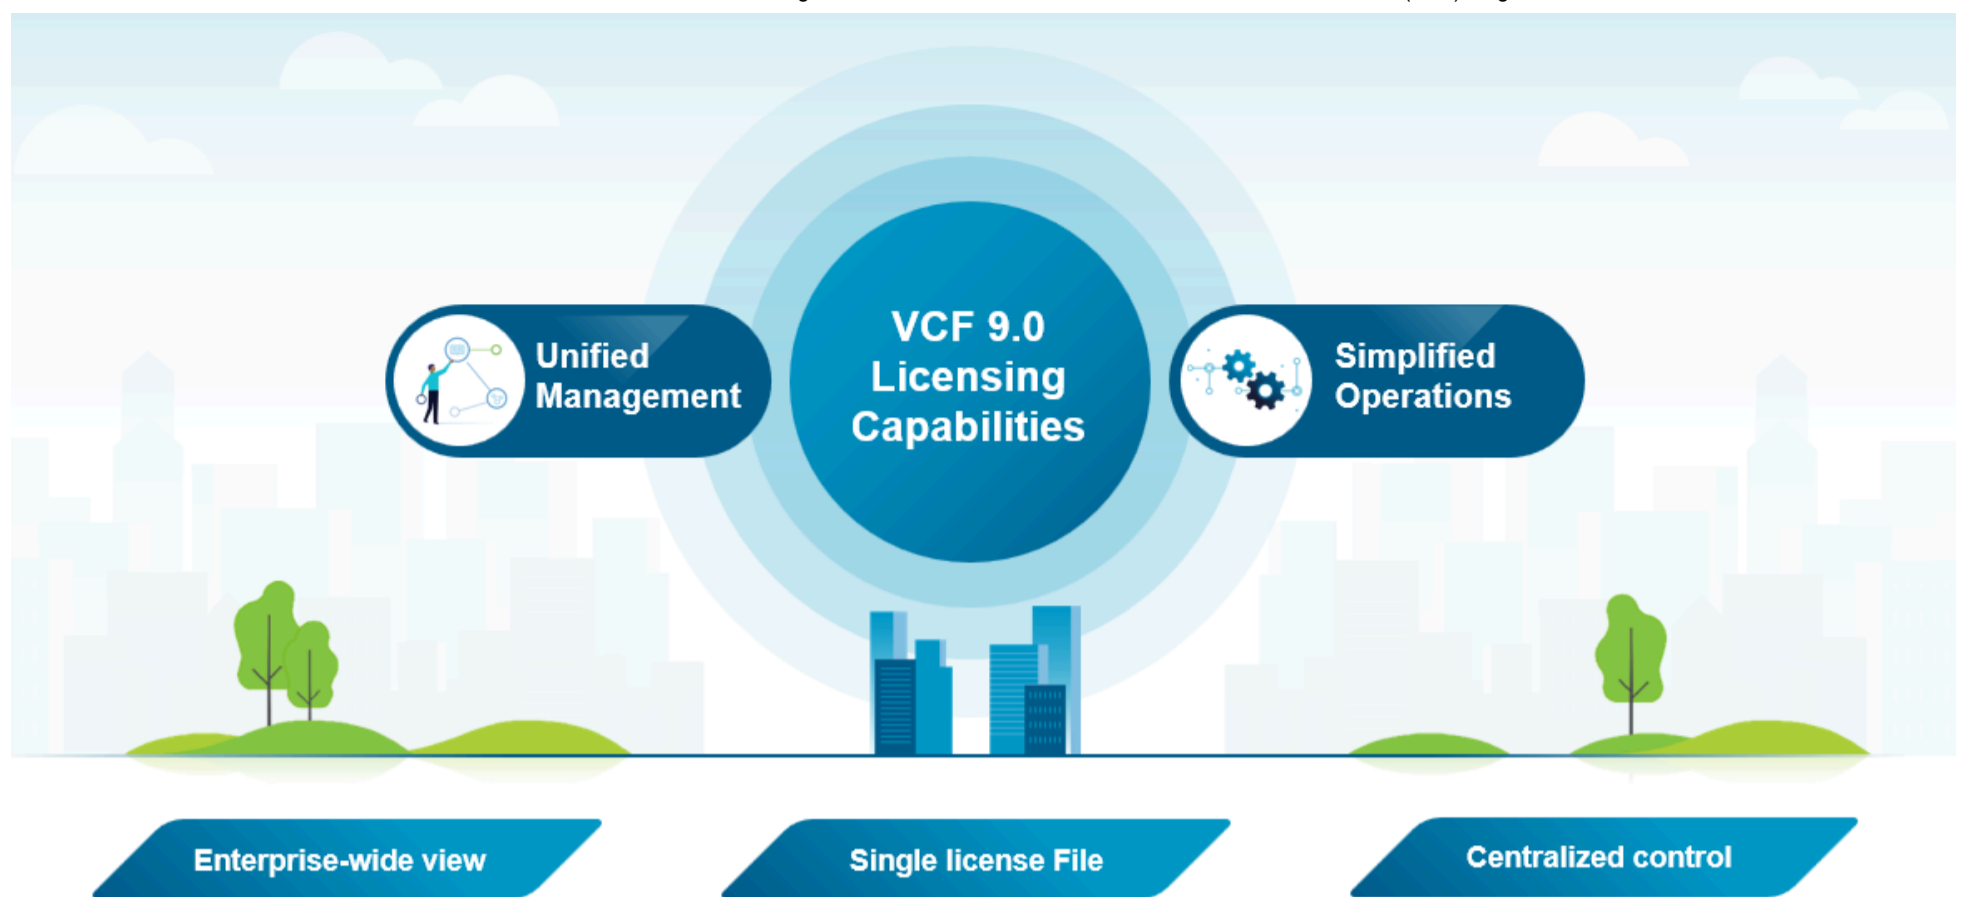 Unified
Management
VCF 9.0
Licensing
Capabilities
Simplified
Operations
Enterprise-wide view
Single license File
Centralized control